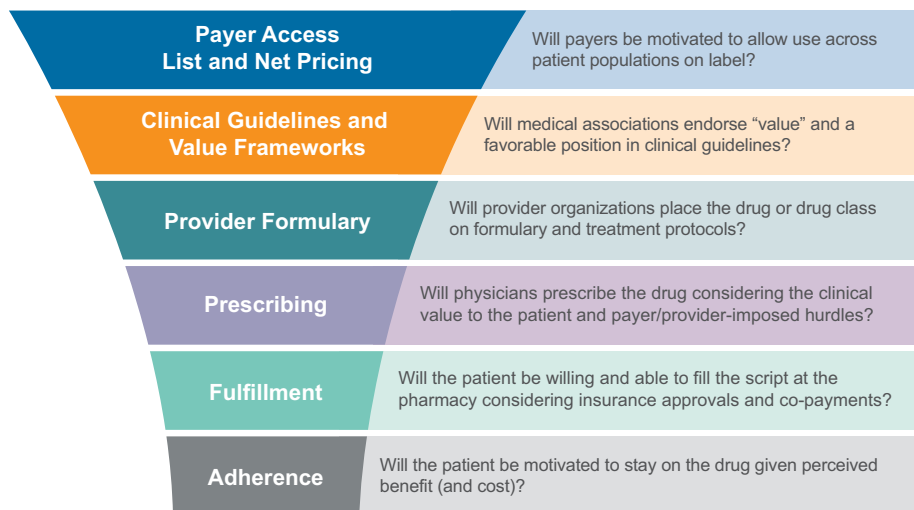 Payer Access
List and Net Pricing
Will payers be motivated to allow use across
patient populations on label?
Clinical Guidelines and
Value Frameworks
Will medical associations endorse “value” and a
favorable position in clinical guidelines?
Provider Formulary
Will provider organizations place the drug or drug class
on formulary and treatment protocols?
Prescribing
Will physicians prescribe the drug considering the clinical
value to the patient and payer/provider-imposed hurdles?
Fulfillment
Will the patient be willing and able to fill the script at the
pharmacy considering insurance approvals and co-payments?
Adherence
Will the patient be motivated to stay on the drug given perceived
benefit (and cost)?